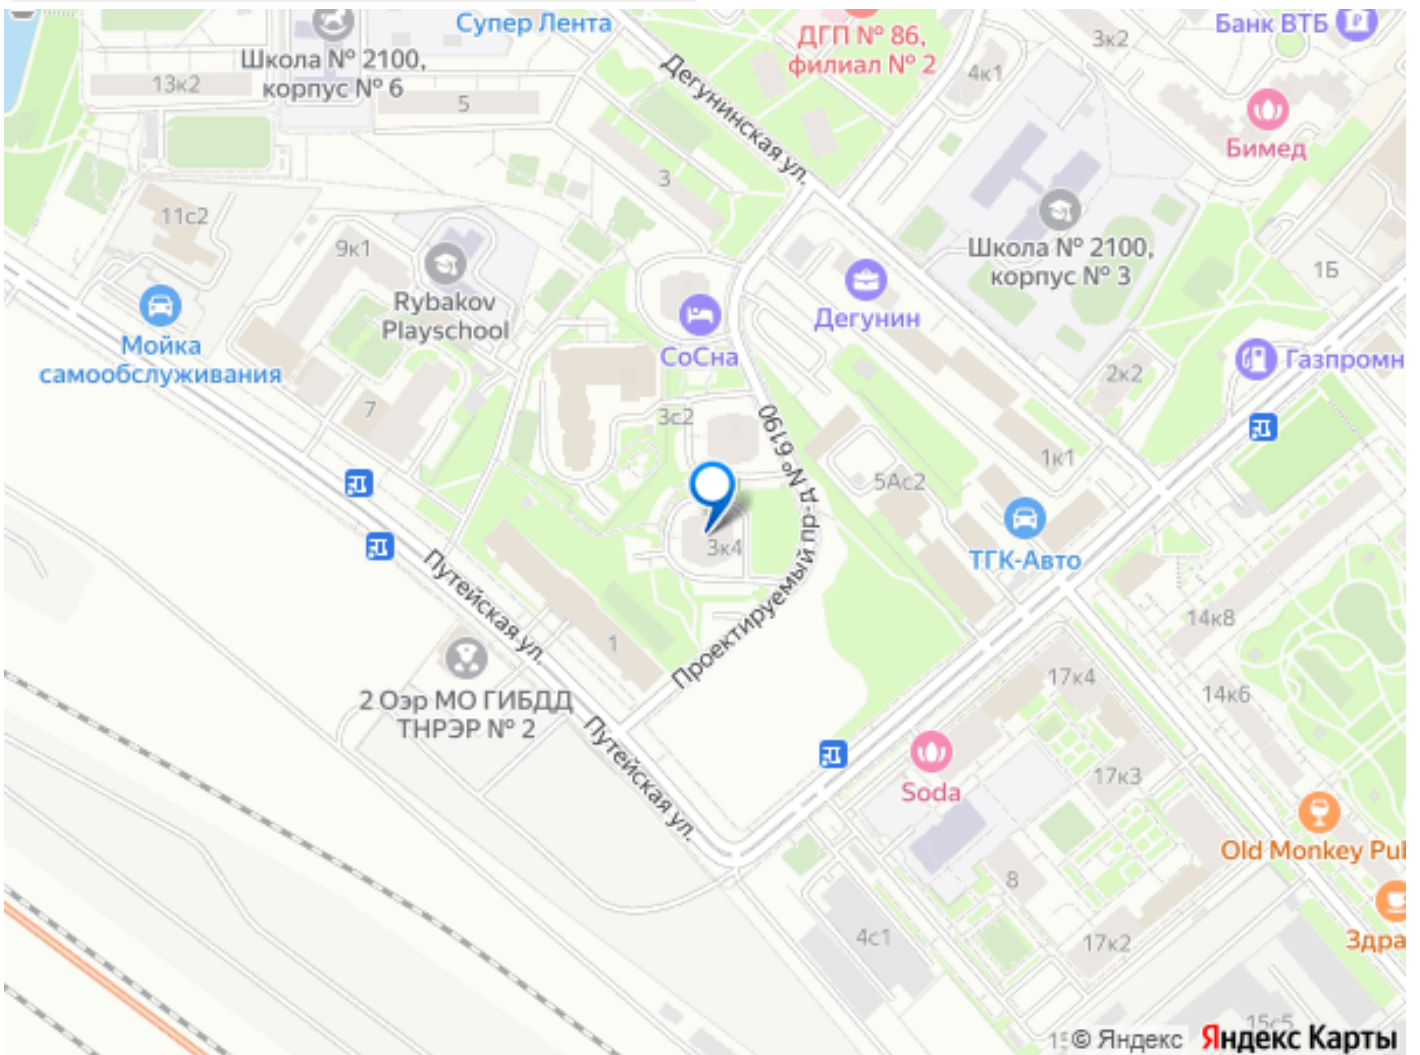 Супер Лента
Банк ВТБ
ДГП № 86,
филиал № 2
3к2
Школа № 2100,
корпус № 6
13к2
5
4к1
Дегунинская ул.
Бимед
3
11с2
9к1
Школа № 2100,
корпус № 3
1Б
Rybakov
Playschool
Дегунин
Мойка
самообслуживания
СоСна
Газпромн
2к2
7
3с2
Проектируемый пр-д № 6190
1к1
5Ас2
3к4
ТГК-Авто
Путейская ул.
14к8
1
2 Оэр МО ГИБДД
ТНРЭР № 2
17к4
14к6
Путейская ул.
Soda
17к3
Old Monkey Pub
8
4с1
17к2
Здра
15с5
© Яндекс
Яндекс Карты